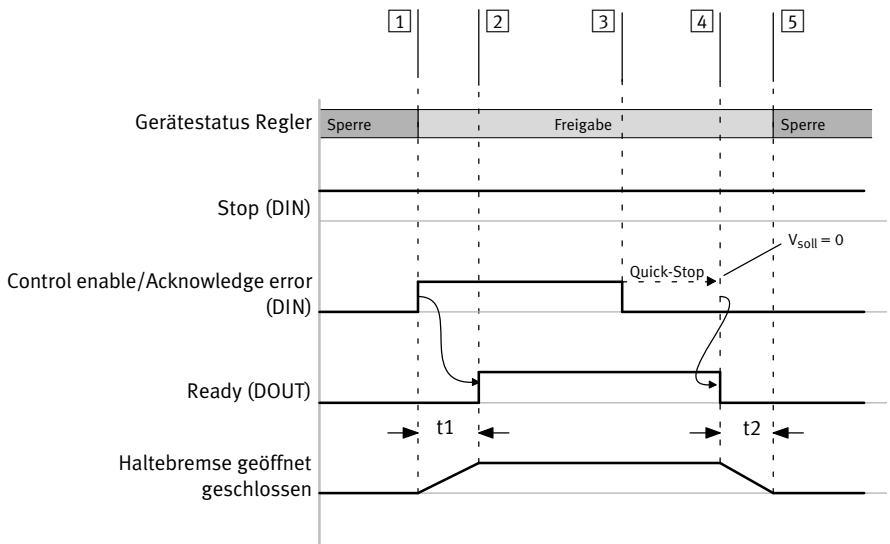 1 2 3 4 5
Gerätestatus Regler
Sperre Freigabe Sperre
Stop (DIN)
V_soll = 0
Quick-Stop
Control enable/Acknowledge error
(DIN)
Ready (DOUT)
t1 t2
Haltebremse geöffnet
geschlossen